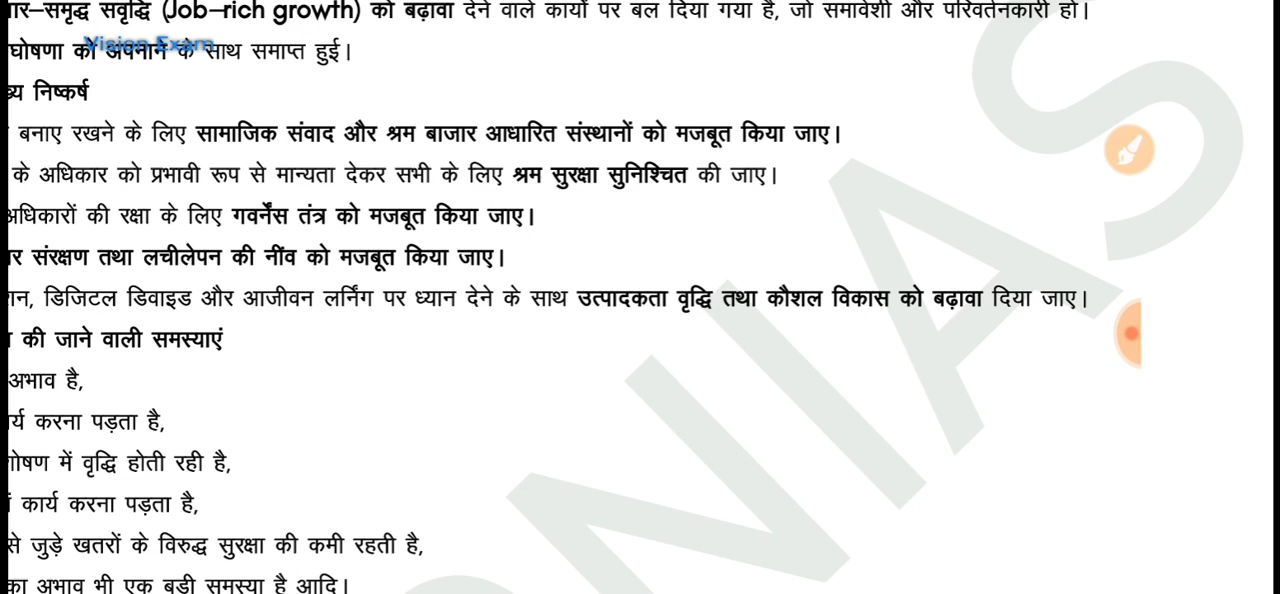 समृद्ध सवृद्धि (Job–rich growth) को बढ़ावा देने वाले कार्यों पर बल दिया गया है, जो समावेशी और परिवर्तनकारी हो।
घोषणा को अपनाने के साथ समाप्त हुई।
Vision Exam
निष्कर्ष
बनाए रखने के लिए सामाजिक संवाद और श्रम बाजार आधारित संस्थानों को मजबूत किया जाए।
के अधिकार को प्रभावी रूप से मान्यता देकर सभी के लिए श्रम सुरक्षा सुनिश्चित की जाए।
अधिकारों की रक्षा के लिए गवर्नेंस तंत्र को मजबूत किया जाए।
संरक्षण तथा लचीलेपन की नींव को मजबूत किया जाए।
डिजिटल डिवाइड और आजीवन लर्निंग पर ध्यान देने के साथ उत्पादकता वृद्धि तथा कौशल विकास को बढ़ावा दिया जाए।
की जाने वाली समस्याएं
अभाव है,
करना पड़ता है,
में वृद्धि होती रही है,
कार्य करना पड़ता है,
से जुड़े खतरों के विरुद्ध सुरक्षा की कमी रहती है,
का अभाव भी एक बड़ी समस्या है आदि।